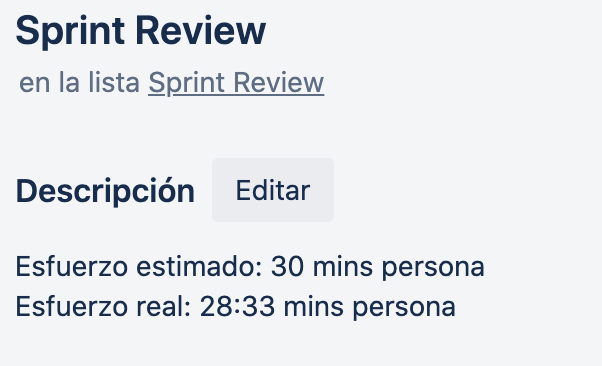 Sprint Review
en la lista Sprint Review
Descripción Editar
Esfuerzo estimado: 30 mins persona
Esfuerzo real: 28:33 mins persona